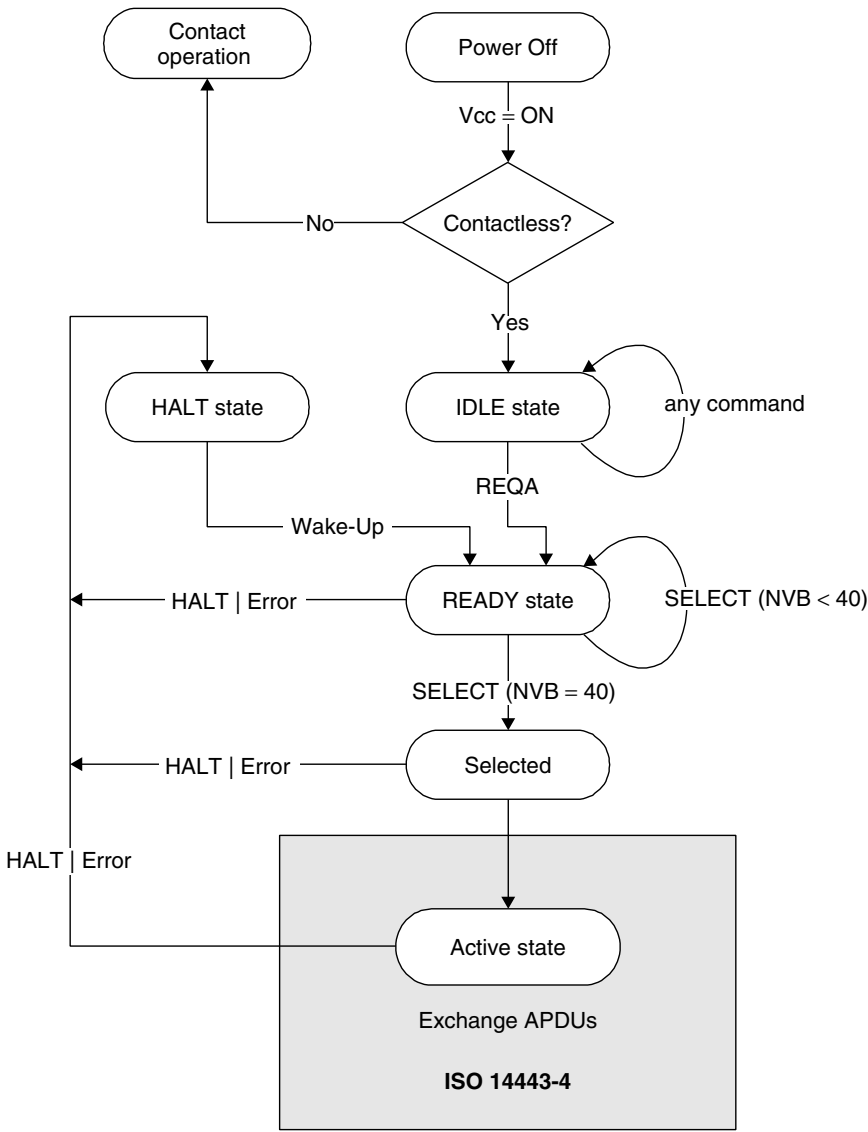 Contact
operation
Power Off
Vcc = ON
No
Contactless?
Yes
HALT state
IDLE state
any command
REQA
Wake-Up
HALT | Error
READY state
SELECT (NVB < 40)
SELECT (NVB = 40)
HALT | Error
Selected
HALT | Error
Active state
Exchange APDUs
ISO 14443-4